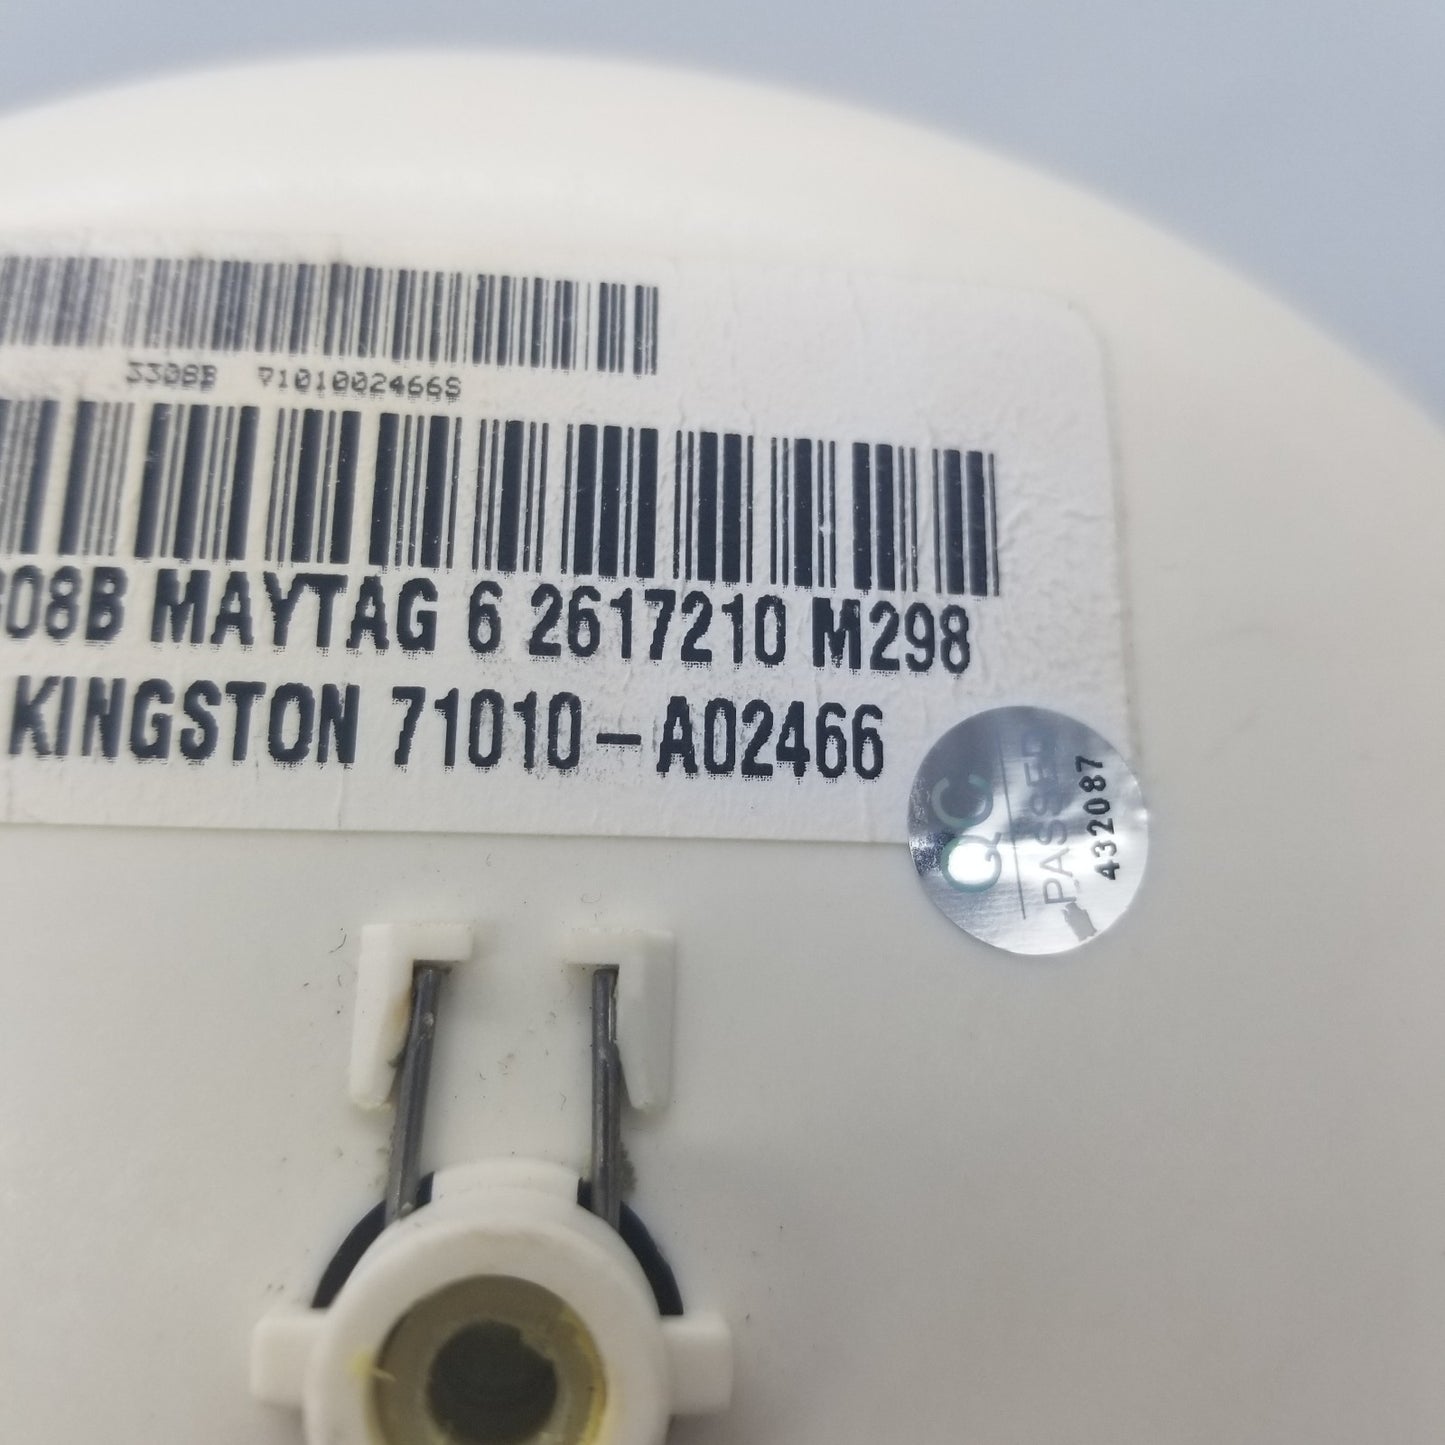 3308B 7101002466S
308B MAYTAG 6 2617210 M298
KINGSTON 71010-A02466
QC
PASSED
432087